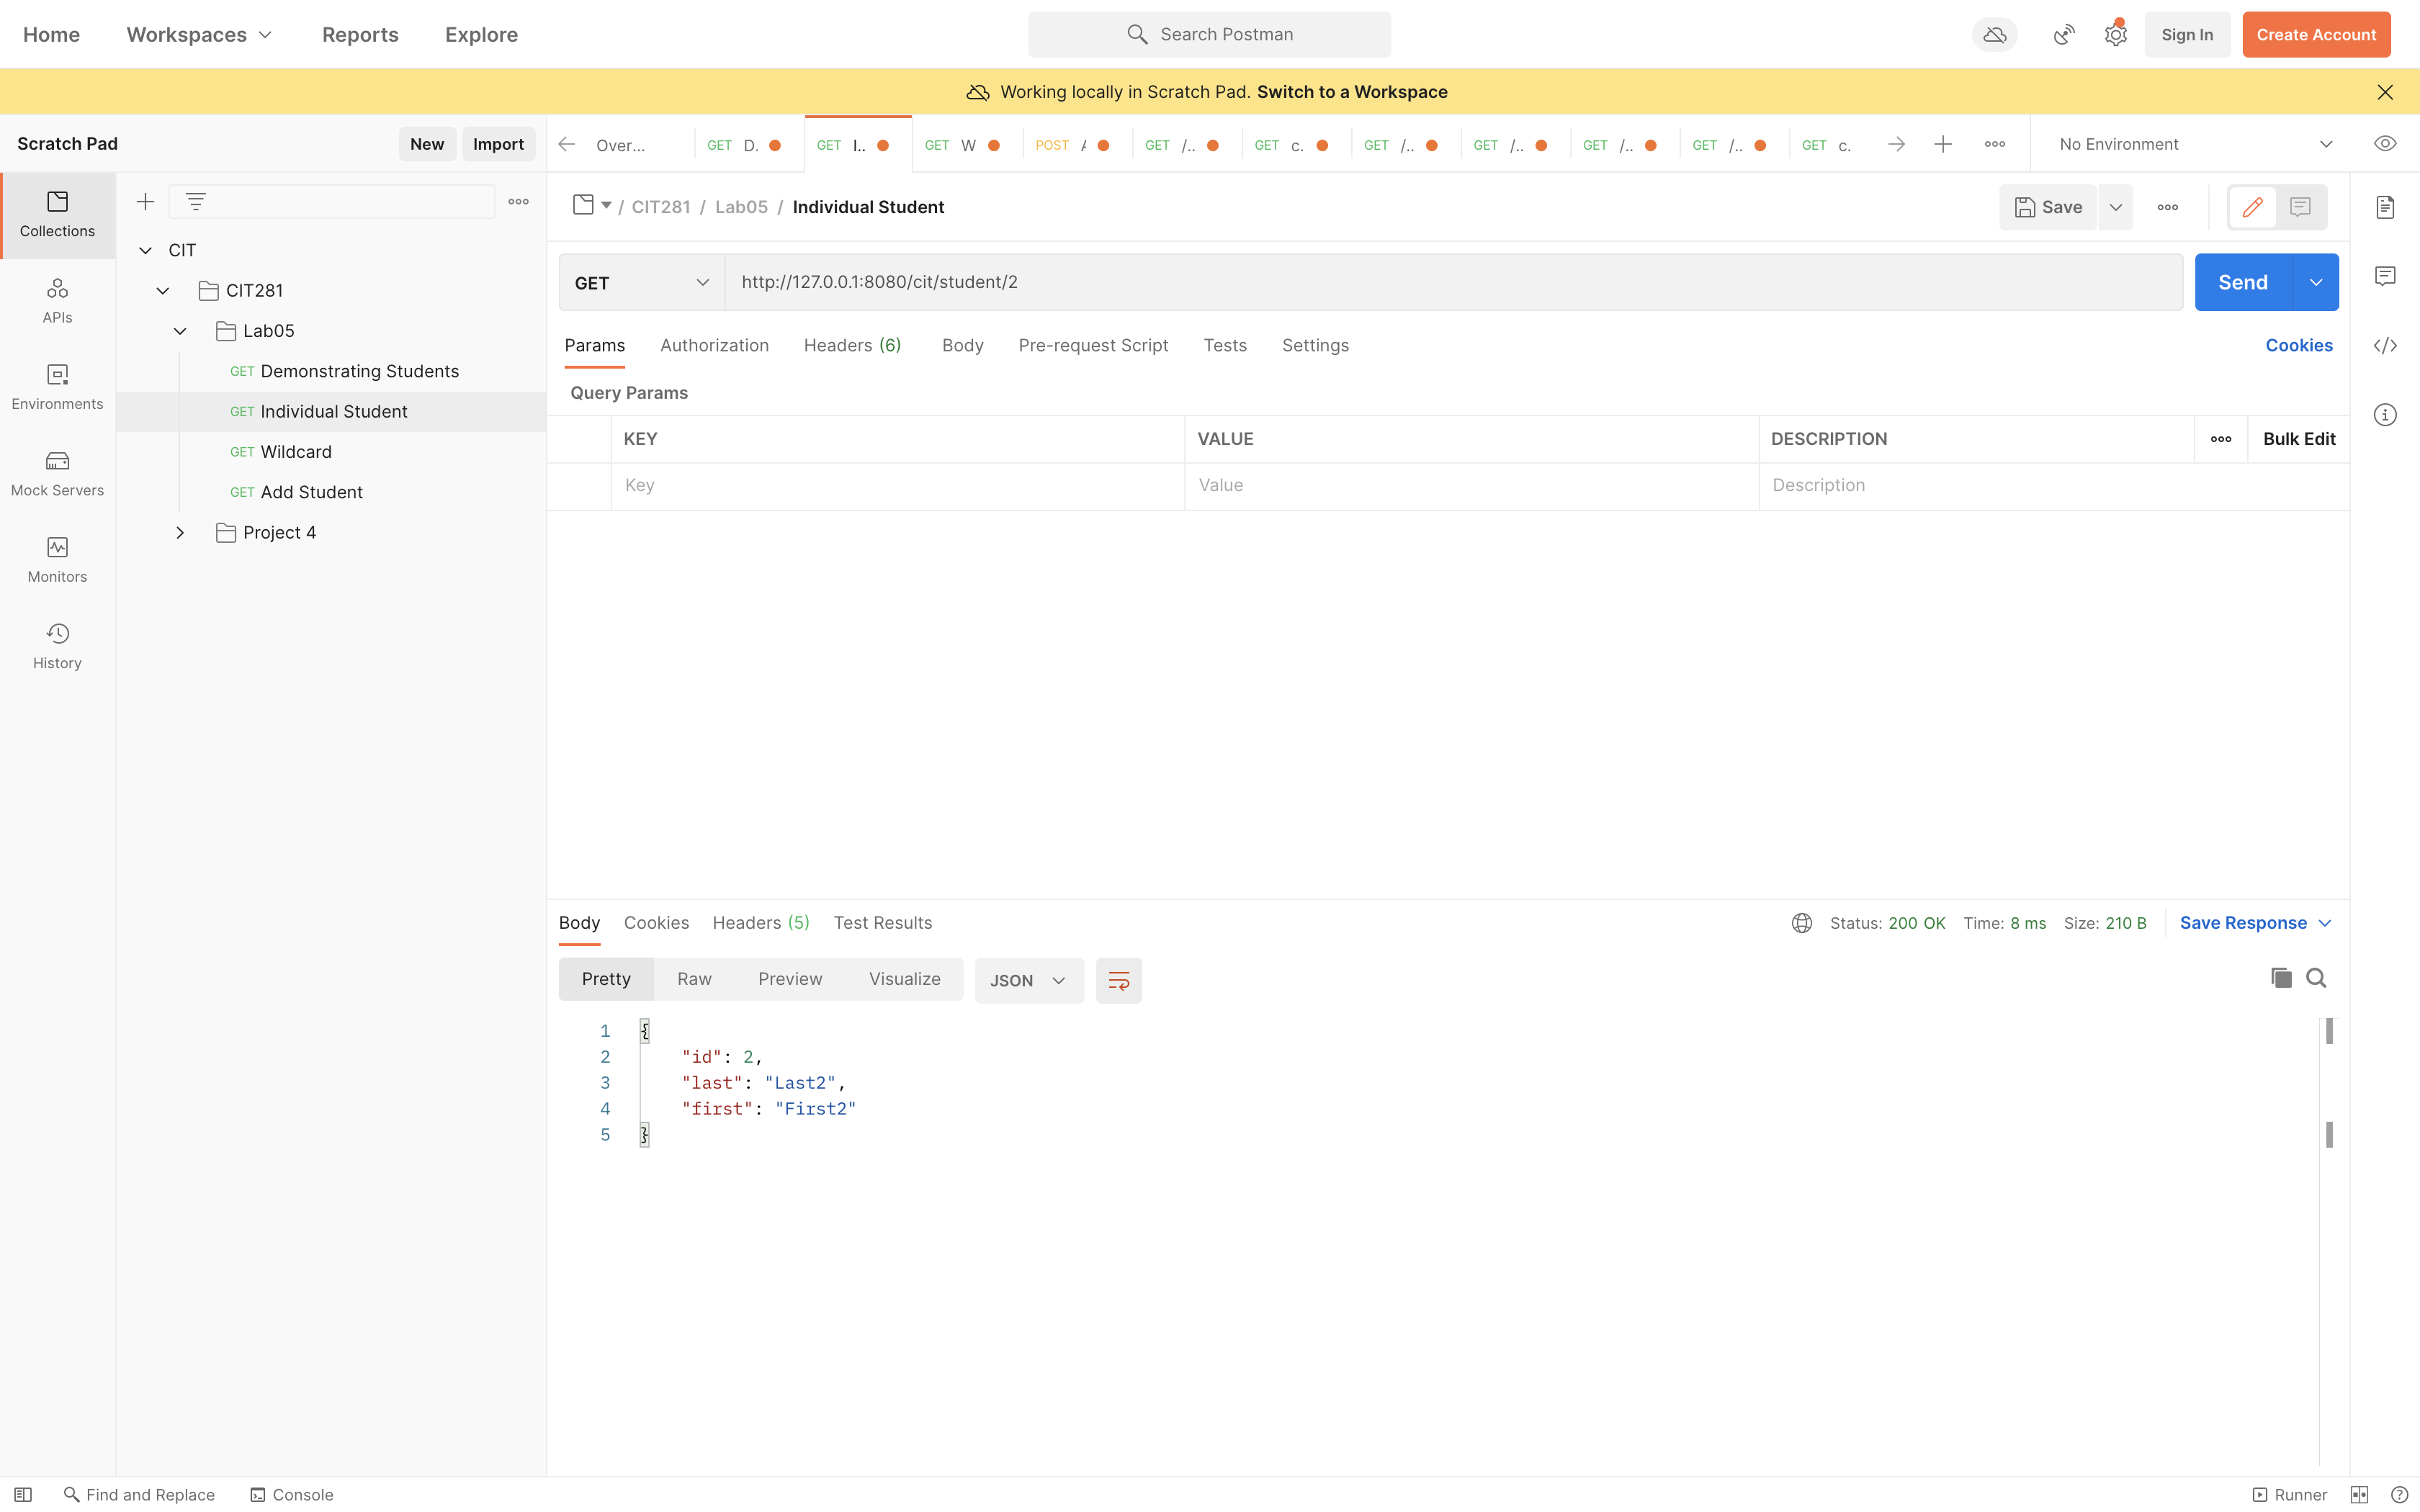 Home Workspaces Reports Explore Search Postman Sign In Create Account
Working locally in Scratch Pad. Switch to a Workspace
Scratch Pad New Import Over... GET D. GET I.. GET W POST GET /.. GET c. GET /.. GET /.. GET /.. GET /.. GET c. No Environment
Collections
APIs
Environments
Mock Servers
Monitors
History
CIT
CIT281
Lab05
GET Demonstrating Students
GET Individual Student
GET Wildcard
GET Add Student
Project 4
/ CIT281 / Lab05 / Individual Student Save
GET http://127.0.0.1:8080/cit/student/2 Send
Params Authorization Headers (6) Body Pre-request Script Tests Settings Cookies
Query Params
KEY VALUE DESCRIPTION Bulk Edit
Key Value Description
Body Cookies Headers (5) Test Results Status: 200 OK Time: 8 ms Size: 210 B Save Response
Pretty Raw Preview Visualize JSON
1 {
2 "id": 2,
3 "last": "Last2",
4 "first": "First2"
5 }
Find and Replace Console Runner